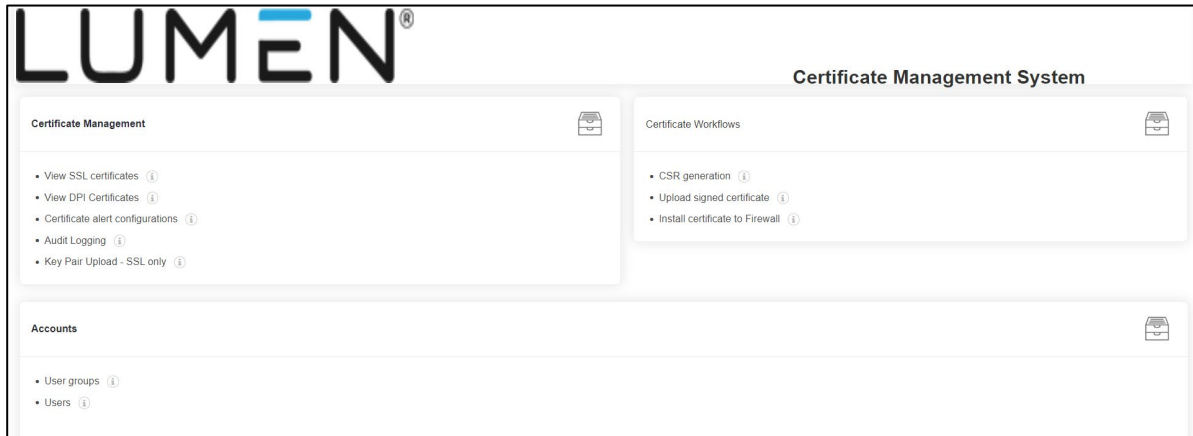 LUMEN®
Certificate Management System
Certificate Management
• View SSL certificates
• View DPI Certificates
• Certificate alert configurations
• Audit Logging
• Key Pair Upload - SSL only
Certificate Workflows
• CSR generation
• Upload signed certificate
• Install certificate to Firewall
Accounts
• User groups
• Users